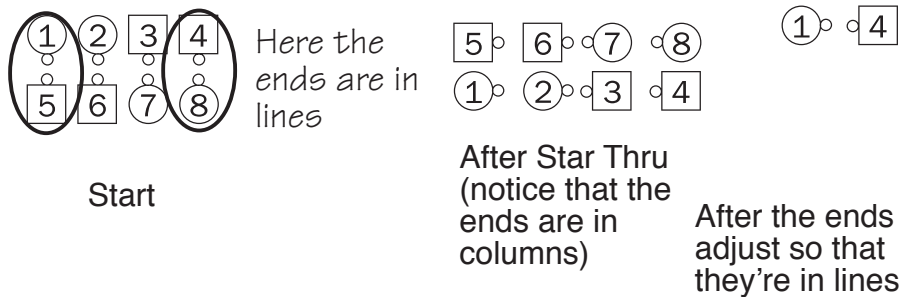 1 2 3 4
5 6 7 8
Here the
ends are in
lines
Start
5 6 7 8
1 2 3 4
After Star Thru
(notice that the
ends are in
columns)
1 4
After the ends
adjust so that
they're in lines